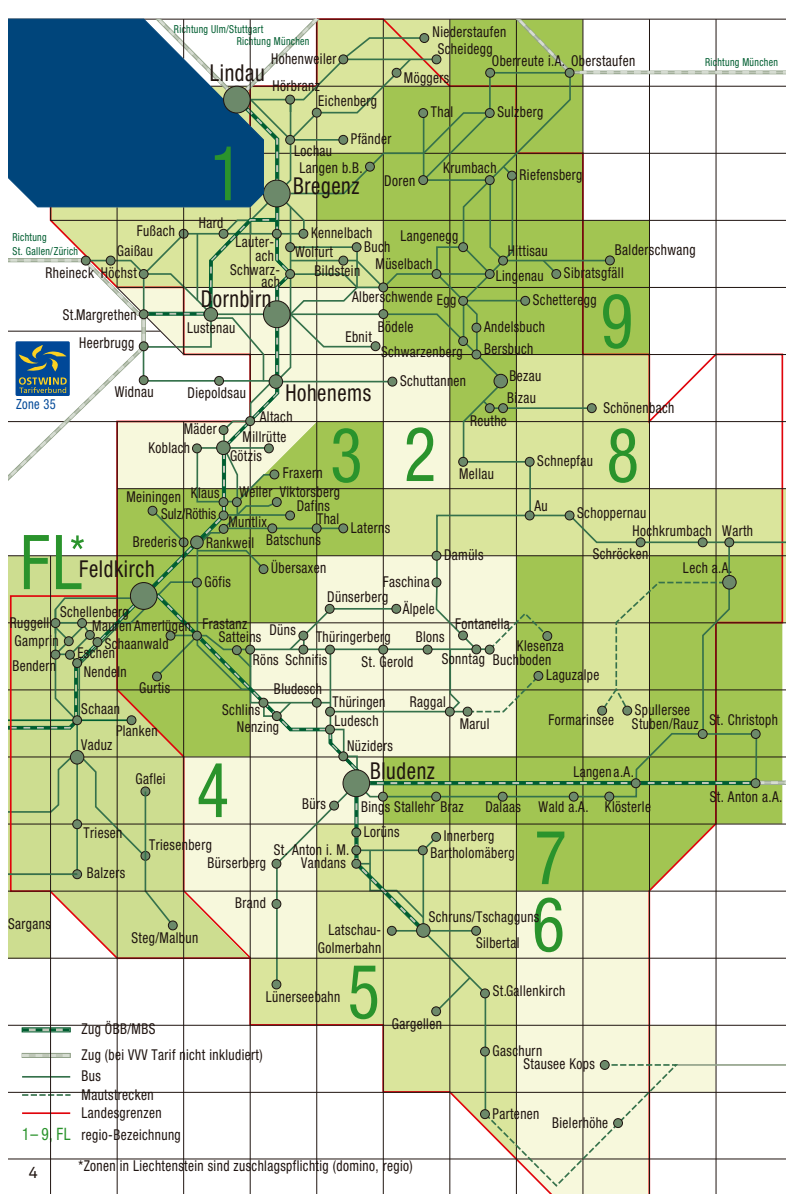 Richtung Ulm/Stuttgart
Richtung München
Niederstaufen
Scheidegg
Hohenweiler
Oberreute i.A.
Oberstaufen
Richtung München
Lindau
Möggers
Hörbranz
Eichenberg
Thal
Sulzberg
Pfänder
Lochau
1
Langen b.B.
Krumbach
Riefensberg
Doren
Bregenz
Fußach
Hard
Kennelbach
Langenegg
Richtung
St. Gallen/Zürich
Gaißau
Lauter-
ach
Wolfurt
Buch
Hittisau
Balderschwang
Rheineck
Höchst
Schwarz-
ach
Bildstein
Müselbach
Lingenau
Sibratsgfäll
Dornbirn
Alberschwende
Egg
Schetteregg
9
St.Margrethen
Lustenau
Bödele
Andelsbuch
Heerbrugg
Ebnit
Schwarzenberg
Bersbuch
OSTWIND
Tarifverbund
Zone 35
Widnau
Diepoldsau
Hohenems
Schuttannen
Bezau
Bizau
Schönenbach
Reuthe
Altach
Mäder
Millrütte
3
2
8
Koblach
Götzis
Mellau
Schnepfau
Fraxern
Klaus
Weiler
Viktorsberg
Meiningen
Sulz/Röthis
Dafins
Au
Schoppernau
Muntlix
Thal
Hochkrumbach
Warth
Brederis
Rankweil
Batschuns
Laterns
Schröcken
FL*
Feldkirch
Damüls
Lech a.A.
Übersaxen
Göfis
Faschina
Dünserberg
Älpele
Schellenberg
Ruggell
Mauren
Amerlügen
Frastanz
Düns
Thüringerberg
Blons
Fontanella
Klesenza
Gamprin
Schaanwald
Satteins
Eschen
Bendern
Röns
Schnifis
St. Gerold
Sonntag
Buchboden
Nendeln
Gurtis
Laguzalpe
Bludesch
Thüringen
Raggal
Schaan
Schlins
Marul
Formarinsee
Spullersee
Stuben/Rauz
St. Christoph
Planken
Nenzing
Ludesch
Vaduz
Nüziders
Gaflei
4
Bludenz
Langen a.A.
Bürs
Bings
Stallehr
Braz
Dalaas
Wald a.A.
Klösterle
St. Anton a.A.
Triesen
Lorüns
Innerberg
Triesenberg
St. Anton i. M.
Bartholomäberg
7
Bürserberg
Vandans
Balzers
Brand
Schruns/Tschagguns
6
Sargans
Latschau-
Golmerbahn
Silbertal
Steg/Malbun
5
Lünerseebahn
St.Gallenkirch
Gargellen
Zug ÖBB/MBS
Zug (bei VVV Tarif nicht inkludiert)
Gaschurn
Stausee Kops
Bus
Mautstrecken
Landesgrenzen
Partenen
Bielerhöhe
1–9, FL regio-Bezeichnung
*Zonen in Liechtenstein sind zuschlagspflichtig (domino, regio)
4